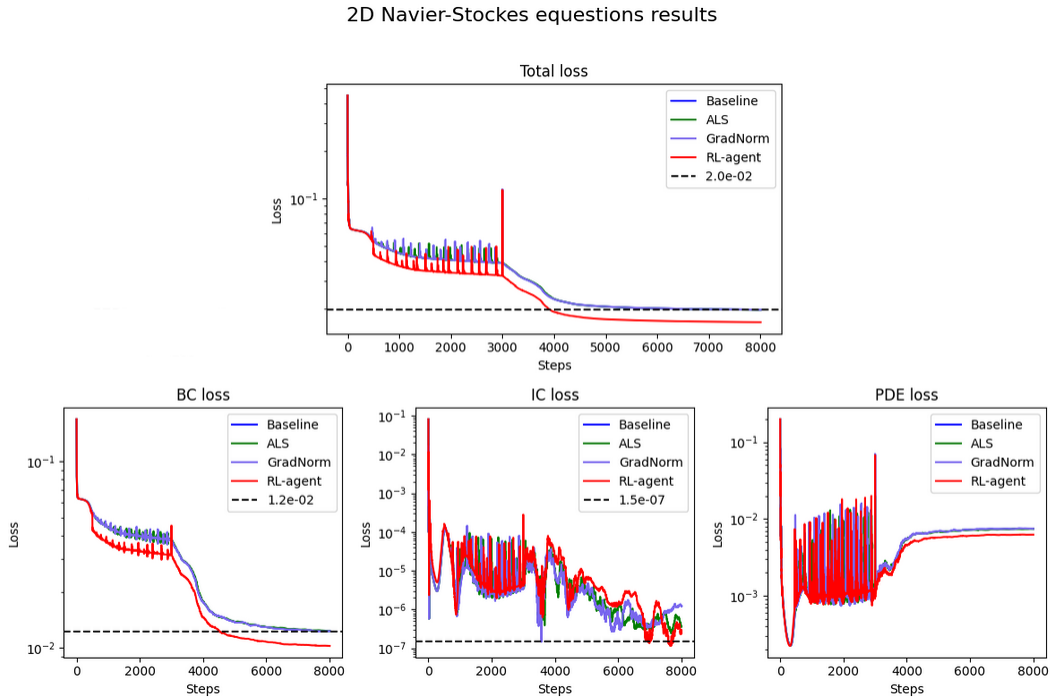 2D Navier-Stockes equestions results
Total loss
Loss
10⁻¹
Baseline
ALS
GradNorm
RL-agent
2.0e-02
0 1000 2000 3000 4000 5000 6000 7000 8000
Steps
BC loss
Loss
10⁻¹
10⁻²
Baseline
ALS
GradNorm
RL-agent
1.2e-02
0 2000 4000 6000 8000
Steps
IC loss
Loss
10⁻¹
10⁻²
10⁻³
10⁻⁴
10⁻⁵
10⁻⁶
10⁻⁷
Baseline
ALS
GradNorm
RL-agent
1.5e-07
0 2000 4000 6000 8000
Steps
PDE loss
Loss
10⁻¹
10⁻²
10⁻³
Baseline
ALS
GradNorm
RL-agent
0 2000 4000 6000 8000
Steps